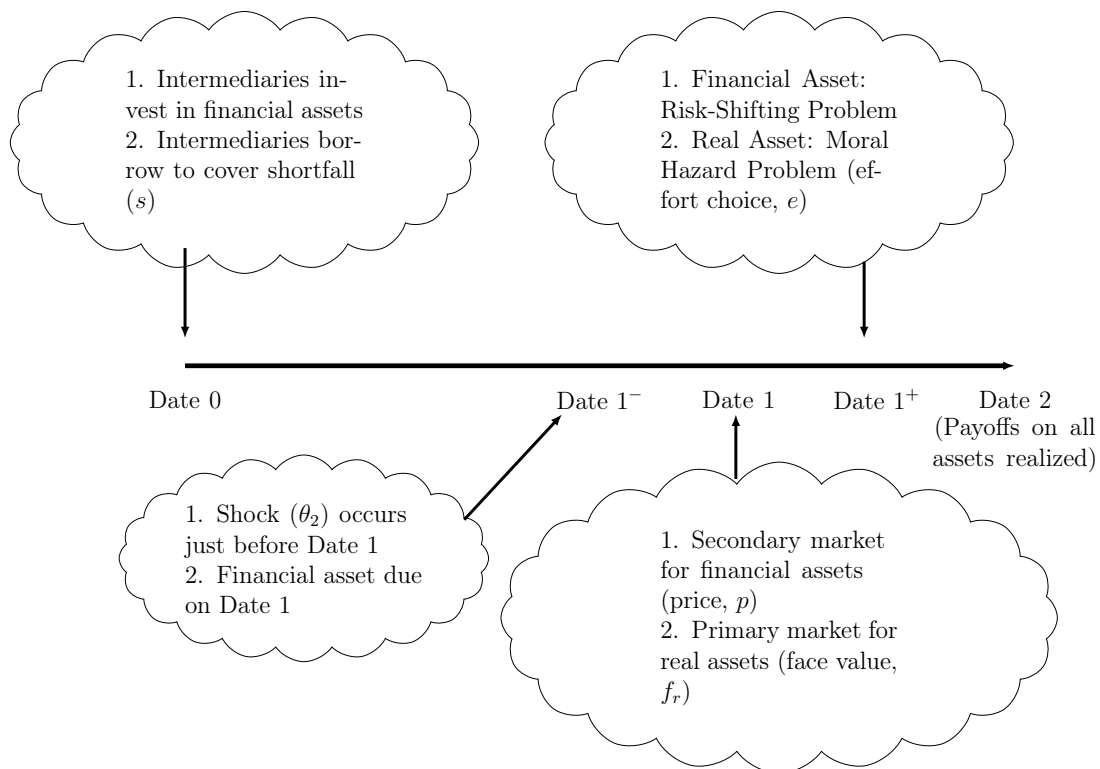 1. Intermediaries in-
vest in financial assets
2. Intermediaries bor-
row to cover shortfall
(s)
1. Financial Asset:
Risk-Shifting Problem
2. Real Asset: Moral
Hazard Problem (ef-
fort choice, e)
Date 0
Date 1⁻
Date 1
Date 1⁺
Date 2
(Payoffs on all
assets realized)
1. Shock (θ₂) occurs
just before Date 1
2. Financial asset due
on Date 1
1. Secondary market
for financial assets
(price, p)
2. Primary market for
real assets (face value,
fᵣ)